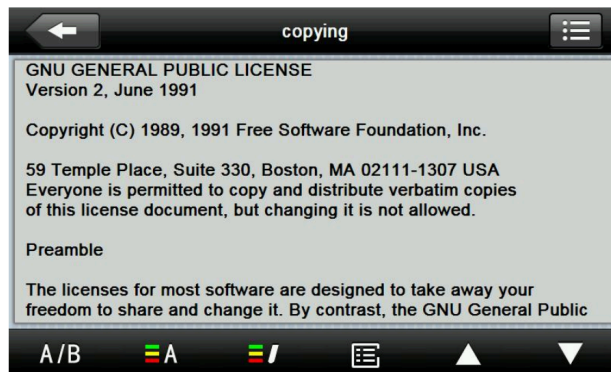 copying
GNU GENERAL PUBLIC LICENSE
Version 2, June 1991
Copyright (C) 1989, 1991 Free Software Foundation, Inc.
59 Temple Place, Suite 330, Boston, MA 02111-1307 USA
Everyone is permitted to copy and distribute verbatim copies
of this license document, but changing it is not allowed.
Preamble
The licenses for most software are designed to take away your
freedom to share and change it. By contrast, the GNU General Public
A/B A